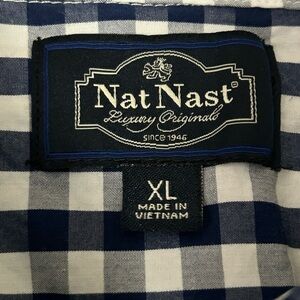 Nat Nast®
Luxury Originals
SINCE 1946
XL
MADE IN
VIETNAM